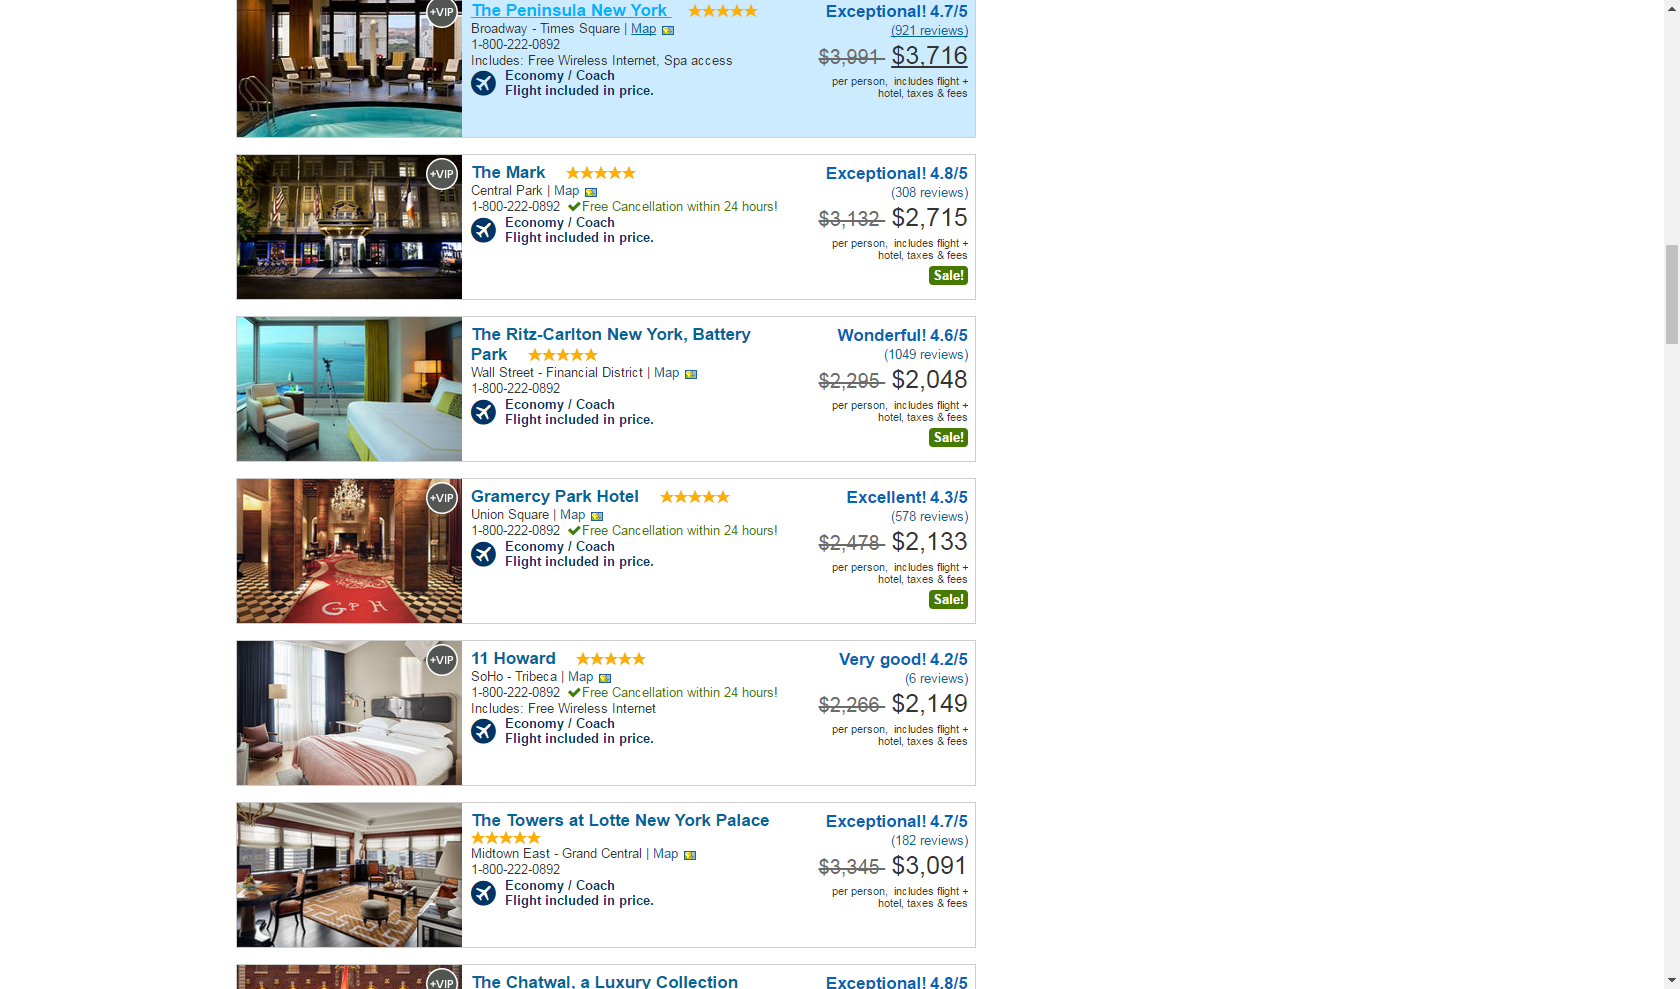 +VIP
The Peninsula New York
Exceptional! 4.7/5
Broadway - Times Square | Map
(921 reviews)
1-800-222-0892
$3,991 $3,716
Includes: Free Wireless Internet, Spa access
Economy / Coach
Flight included in price.
per person, includes flight +
hotel, taxes & fees
+VIP
The Mark
Exceptional! 4.8/5
Central Park | Map
(308 reviews)
1-800-222-0892 Free Cancellation within 24 hours!
$3,132 $2,715
Economy / Coach
Flight included in price.
per person, includes flight +
hotel, taxes & fees
Sale!
The Ritz-Carlton New York, Battery
Park
Wonderful! 4.6/5
(1049 reviews)
Wall Street - Financial District | Map
$2,295 $2,048
1-800-222-0892
Economy / Coach
Flight included in price.
per person, includes flight +
hotel, taxes & fees
Sale!
+VIP
Gramercy Park Hotel
Excellent! 4.3/5
Union Square | Map
(578 reviews)
1-800-222-0892 Free Cancellation within 24 hours!
$2,478 $2,133
Economy / Coach
Flight included in price.
per person, includes flight +
hotel, taxes & fees
Sale!
G P H
+VIP
11 Howard
Very good! 4.2/5
SoHo - Tribeca | Map
(6 reviews)
1-800-222-0892 Free Cancellation within 24 hours!
$2,266 $2,149
Includes: Free Wireless Internet
Economy / Coach
Flight included in price.
per person, includes flight +
hotel, taxes & fees
The Towers at Lotte New York Palace
Exceptional! 4.7/5
(182 reviews)
Midtown East - Grand Central | Map
$3,345 $3,091
1-800-222-0892
Economy / Coach
Flight included in price.
per person, includes flight +
hotel, taxes & fees
+VIP
The Chatwal, a Luxury Collection
Exceptional! 4.8/5